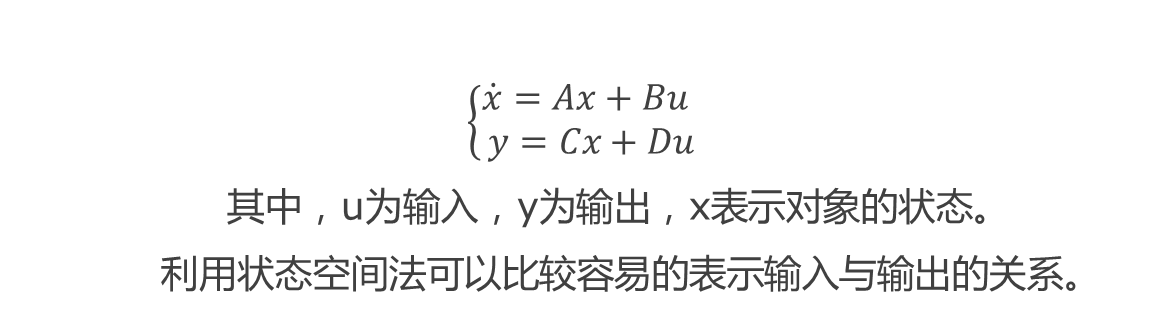 ẋ = Ax + Bu
y = Cx + Du
其中，u为输入，y为输出，x表示对象的状态。
利用状态空间法可以比较容易的表示输入与输出的关系。